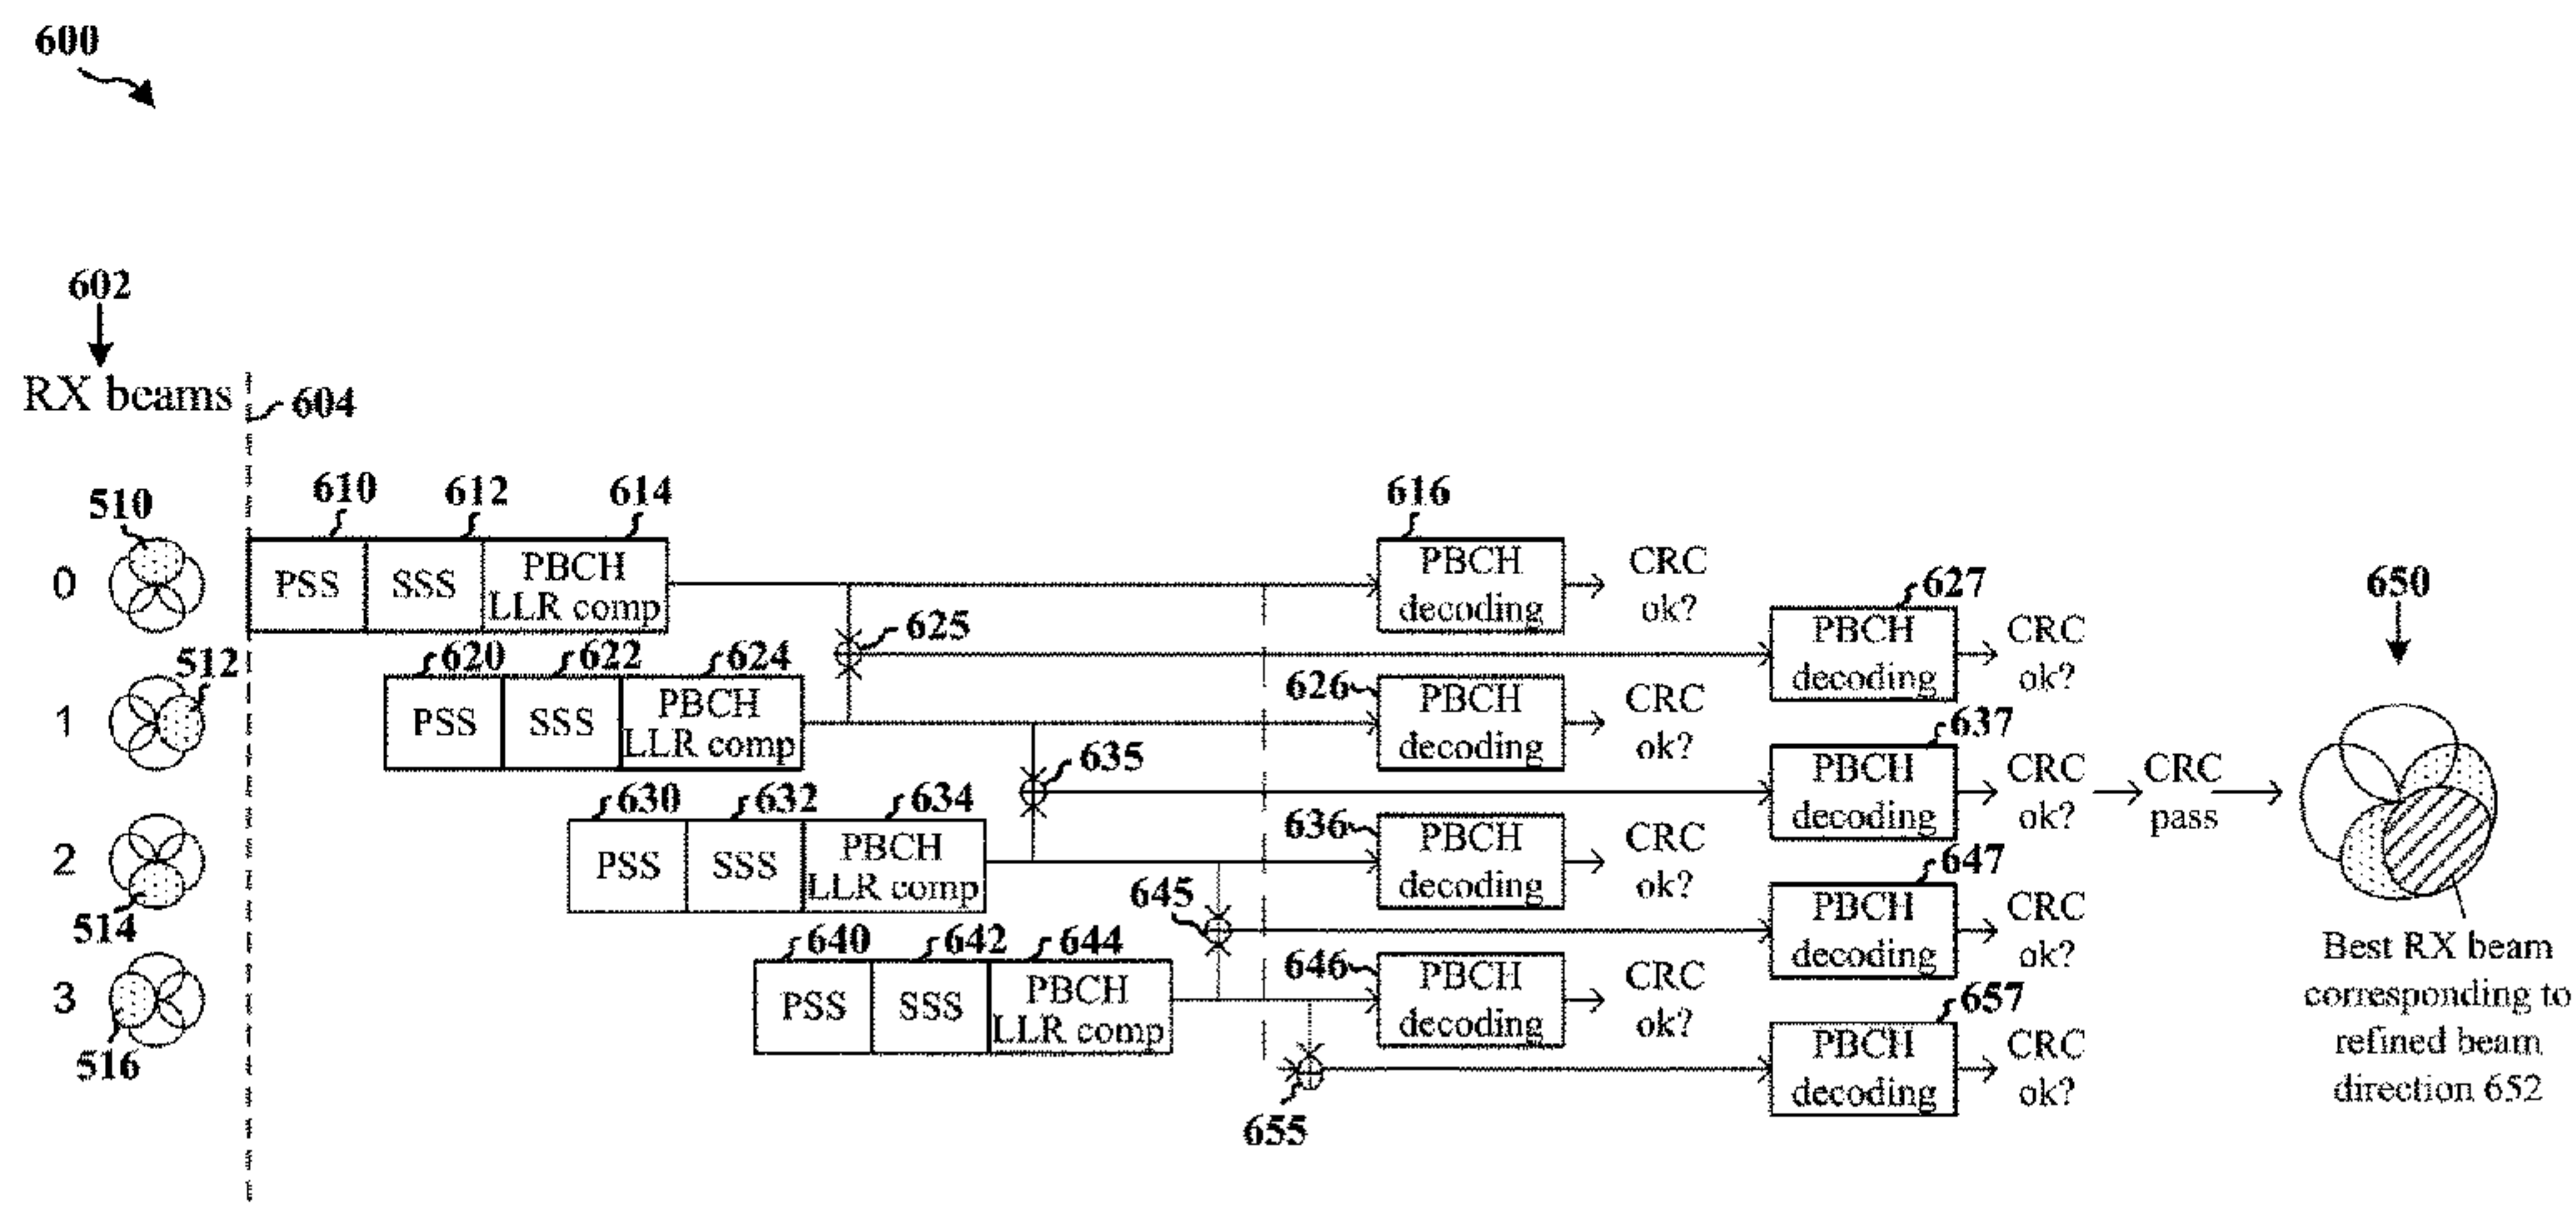 600
602
RX beams
604
510
610
612
614
616
0
PSS
SSS
PBCH
LLR comp
PBCH
decoding
CRC
ok?
627
650
625
PBCH
decoding
CRC
ok?
512
620
622
624
626
1
PSS
SSS
PBCH
LLR comp
PBCH
decoding
CRC
ok?
637
635
PBCH
decoding
CRC
ok?
CRC
pass
630
632
634
636
2
PSS
SSS
PBCH
LLR comp
PBCH
decoding
CRC
ok?
647
514
645
PBCH
decoding
CRC
ok?
640
642
644
646
3
PSS
SSS
PBCH
LLR comp
PBCH
decoding
CRC
ok?
657
516
655
PBCH
decoding
CRC
ok?
Best RX beam
corresponding to
refined beam
direction 652